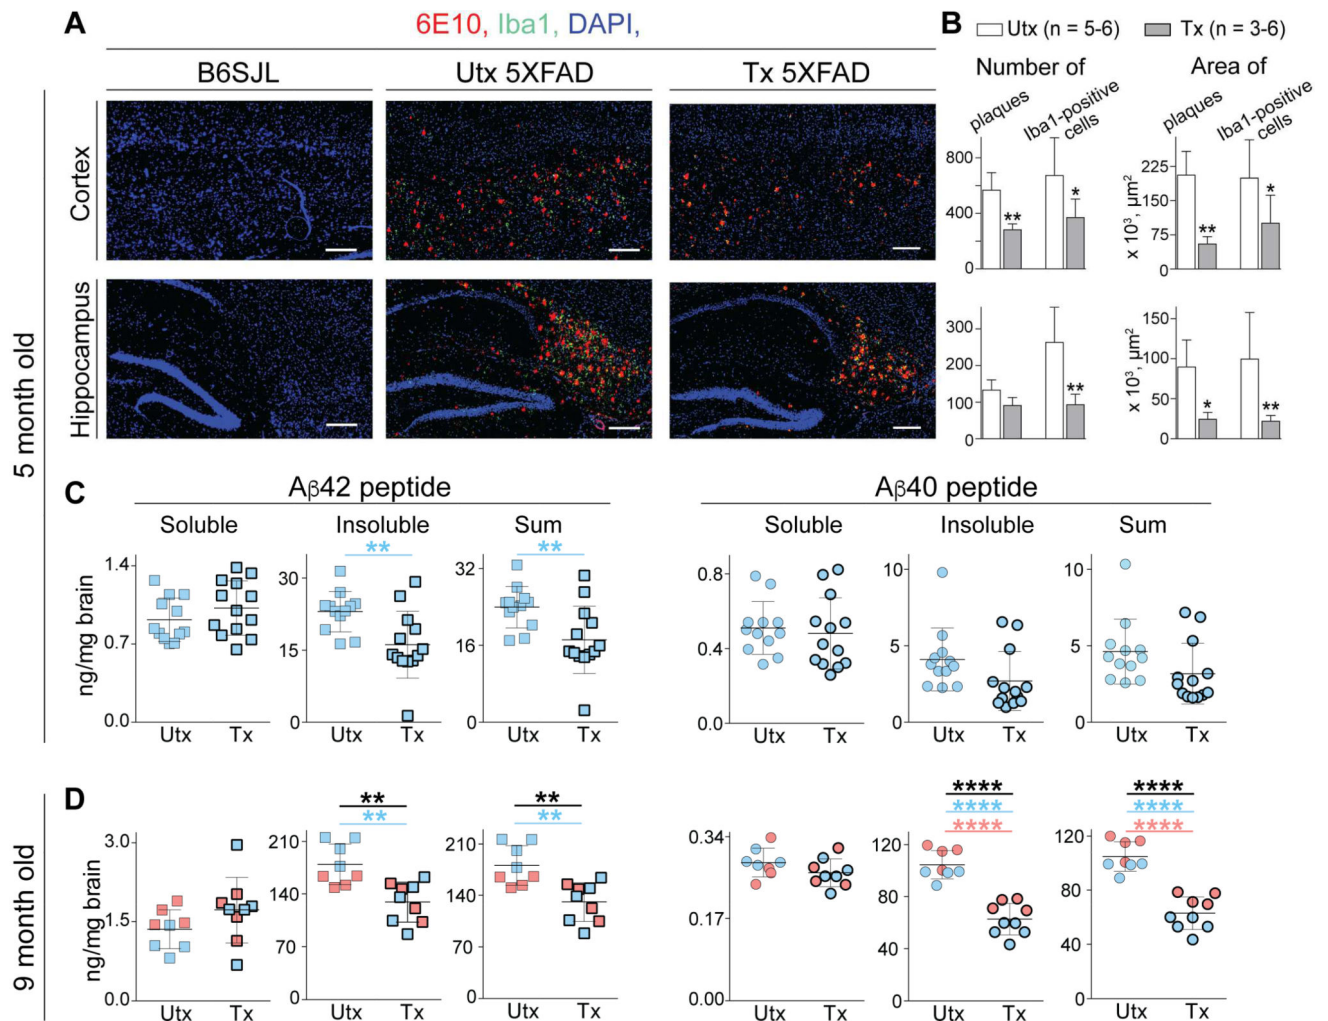 A
6E10, Iba1, DAPI,
B6SJL
Utx 5XFAD
Tx 5XFAD
5 month old
Cortex
Hippocampus
B
Utx (n = 5-6)
Tx (n = 3-6)
Number of
Area of
plaques
Iba1-positive
cells
plaques
Iba1-positive
cells
800
400
0
**
*
x 10³, µm²
225
75
0
**
*
300
200
100
0
**
x 10³, µm²
150
100
50
0
*
**
C
Aβ42 peptide
Aβ40 peptide
Soluble
Insoluble
Sum
Soluble
Insoluble
Sum
ng/mg brain
1.4
0.7
0.0
Utx
Tx
**
30
15
0
Utx
Tx
**
32
16
0
Utx
Tx
0.8
0.4
0.0
Utx
Tx
10
5
0
Utx
Tx
10
5
0
Utx
Tx
9 month old
D
ng/mg brain
3.0
1.5
0.0
Utx
Tx
**
**
210
140
70
0
Utx
Tx
**
**
210
140
70
0
Utx
Tx
0.34
0.17
0.00
Utx
Tx
****
****
****
120
80
40
0
Utx
Tx
****
****
****
120
80
40
0
Utx
Tx